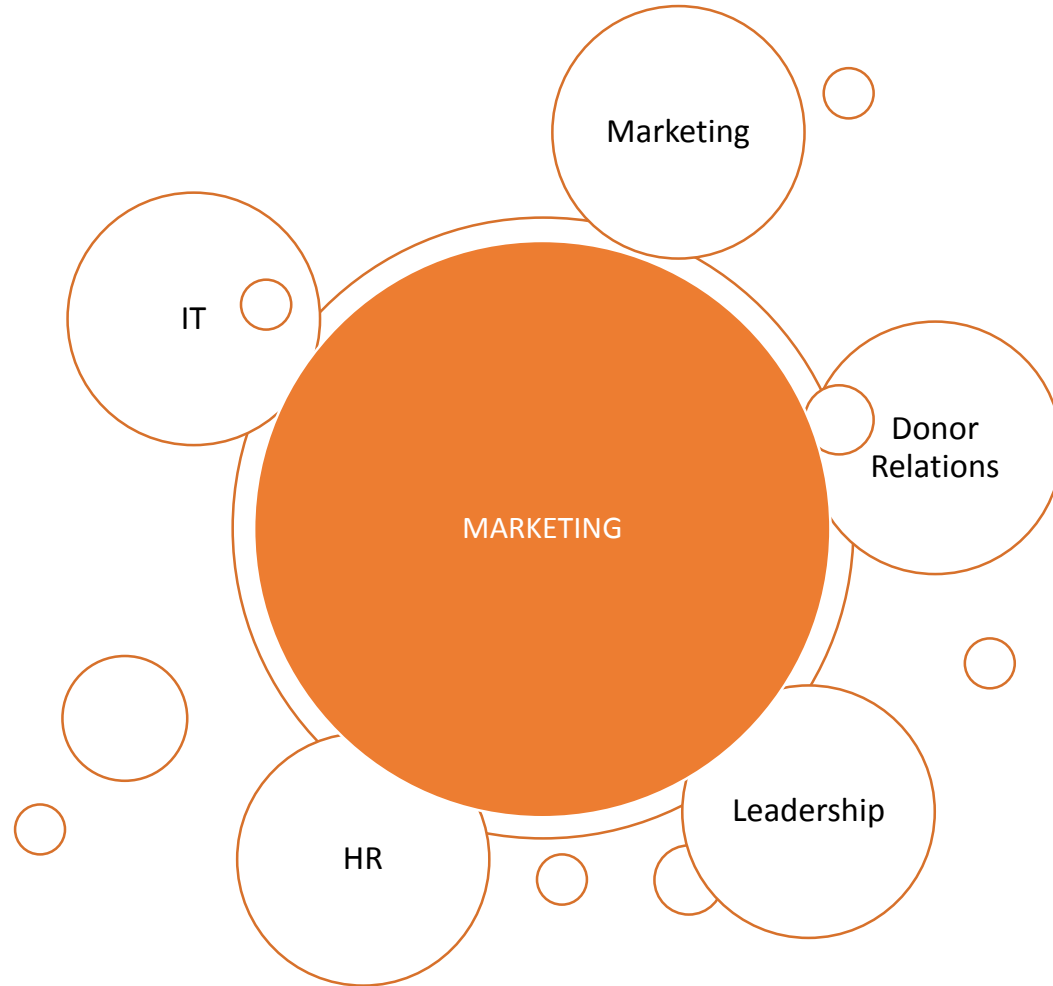 Marketing
IT
Donor
Relations
MARKETING
Leadership
HR